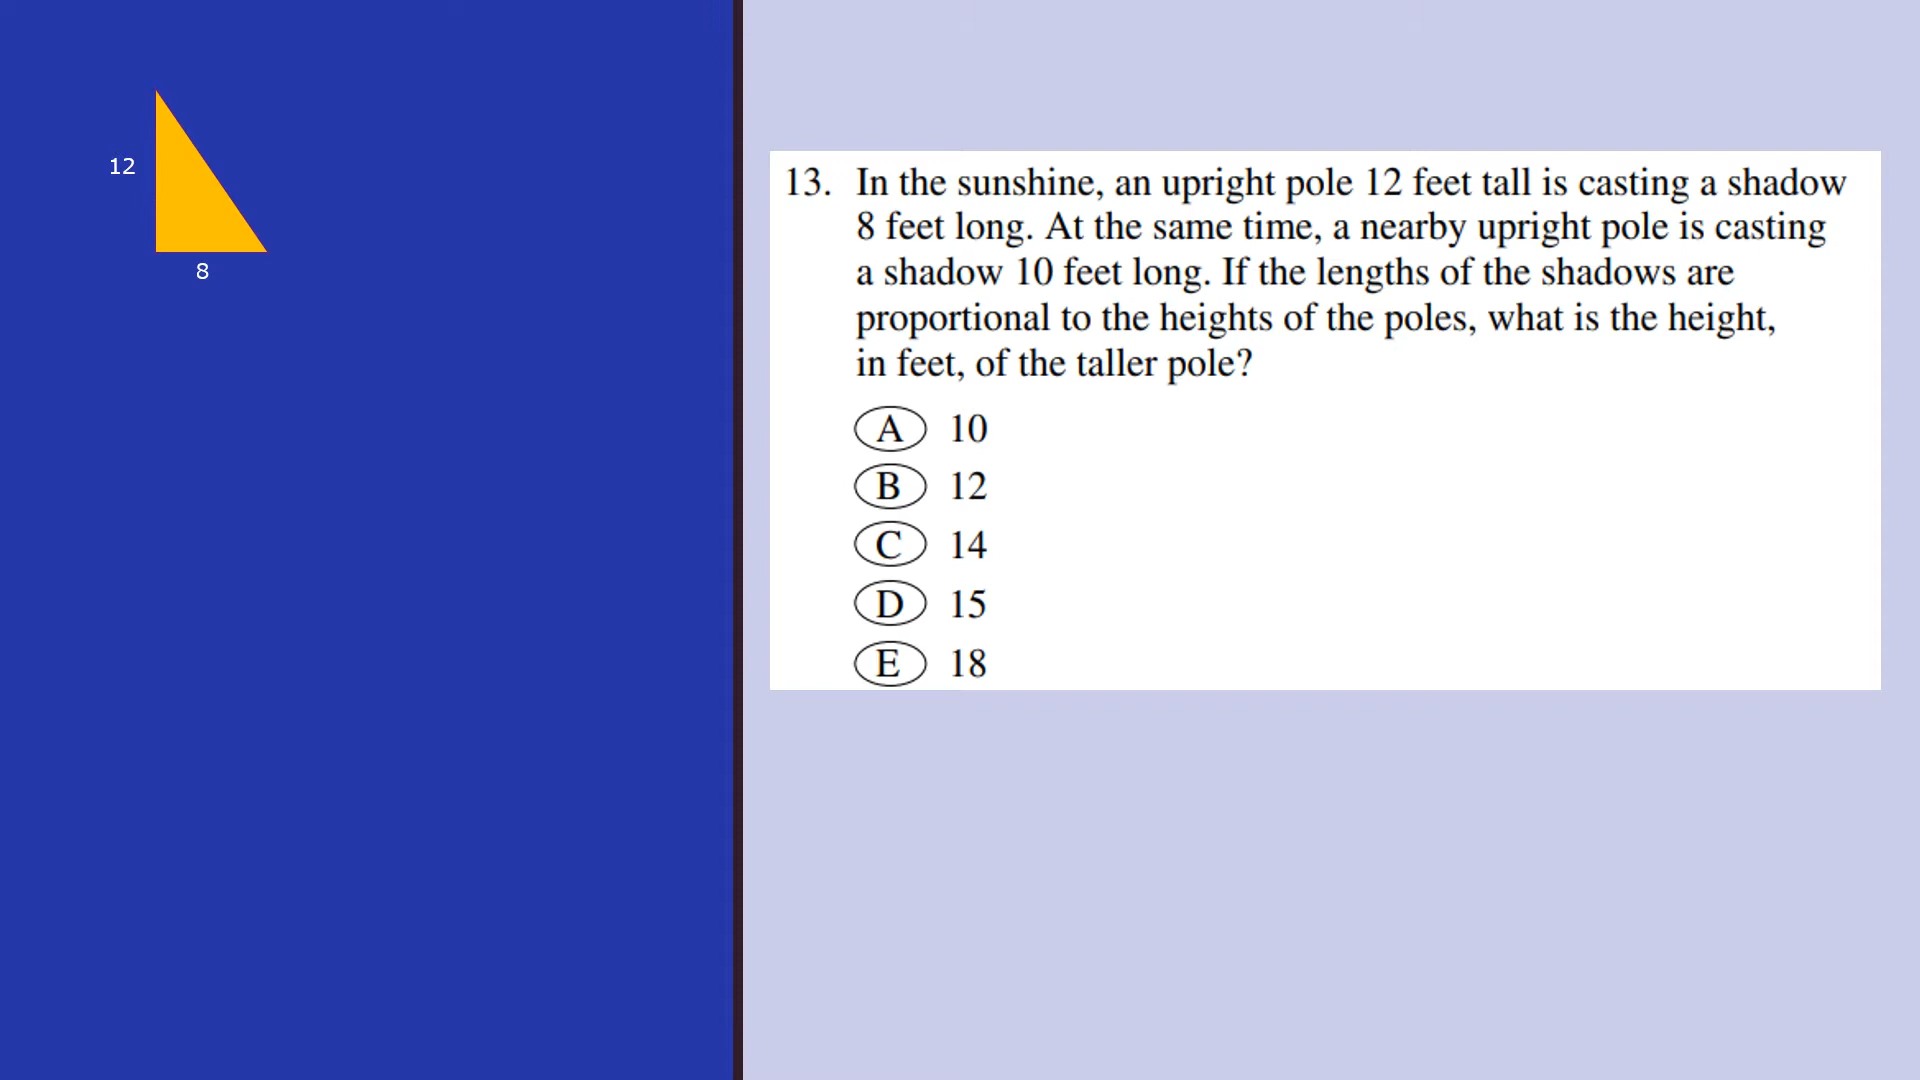 12
8
13. In the sunshine, an upright pole 12 feet tall is casting a shadow
8 feet long. At the same time, a nearby upright pole is casting
a shadow 10 feet long. If the lengths of the shadows are
proportional to the heights of the poles, what is the height,
in feet, of the taller pole?
A 10
B 12
C 14
D 15
E 18